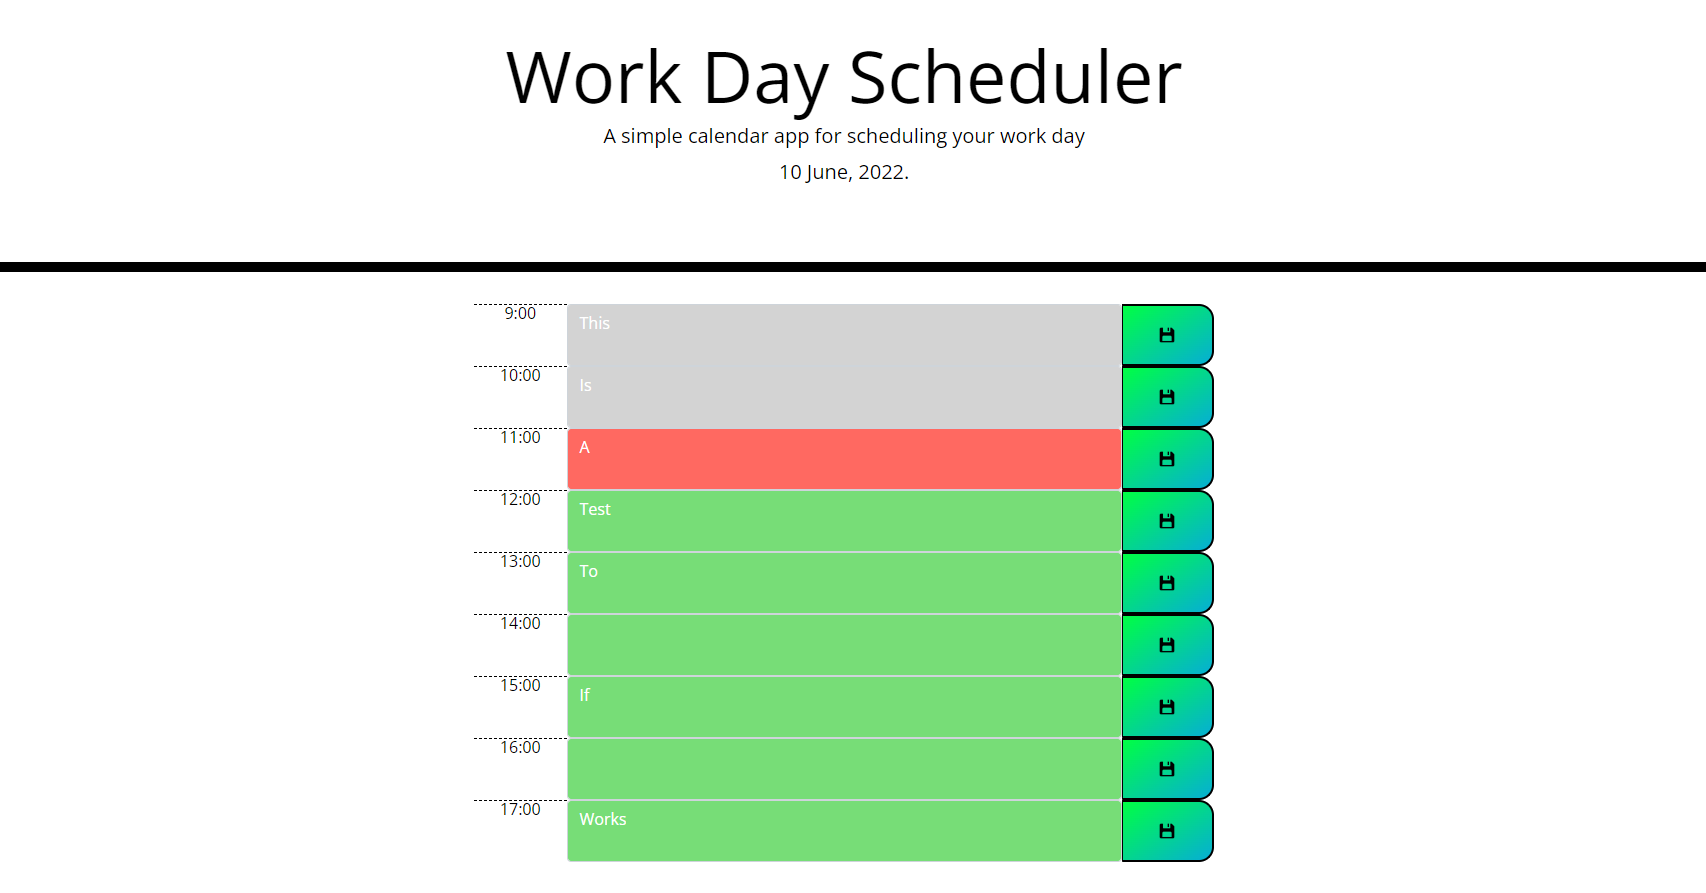 Work Day Scheduler
A simple calendar app for scheduling your work day
10 June, 2022.
9:00 This
10:00 Is
11:00 A
12:00 Test
13:00 To
14:00
15:00 If
16:00
17:00 Works